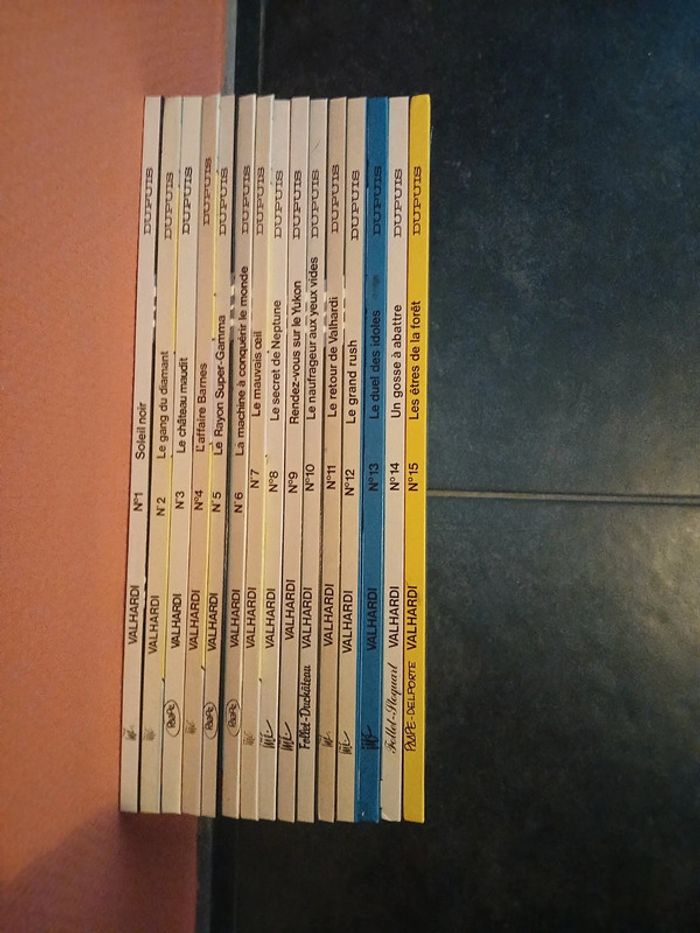 VALHARDI N°1 Soleil noir DUPUIS
VALHARDI N°2 Le gang du diamant DUPUIS
PAAPE VALHARDI N°3 Le château maudit DUPUIS
VALHARDI N°4 L'affaire Barnes DUPUIS
PAAPE VALHARDI N°5 Le Rayon Super-Gamma DUPUIS
PAAPE VALHARDI N°6 La machine à conquérir le monde DUPUIS
VALHARDI N°7 Le mauvais œil DUPUIS
VALHARDI N°8 Le secret de Neptune DUPUIS
VALHARDI N°9 Rendez-vous sur le Yukon DUPUIS
Follet-Duchâteau VALHARDI N°10 Le naufrageur aux yeux vides DUPUIS
VALHARDI N°11 Le retour de Valhardi DUPUIS
VALHARDI N°12 Le grand rush DUPUIS
VALHARDI N°13 Le duel des idoles DUPUIS
Follet-Stoquart VALHARDI N°14 Un gosse à abattre DUPUIS
PAAPE-DELPORTE VALHARDI N°15 Les êtres de la forêt DUPUIS